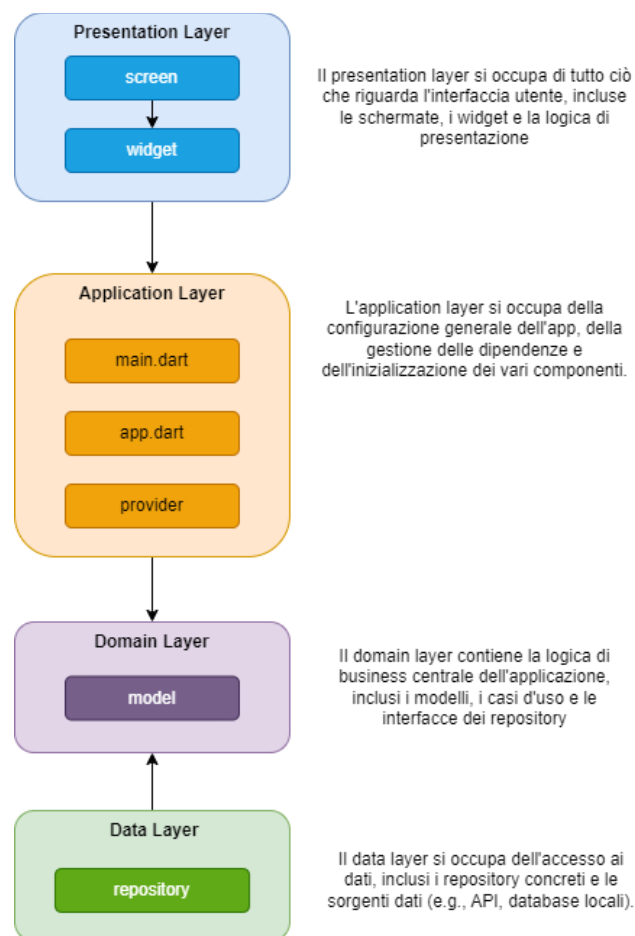 Presentation Layer
screen
widget
Il presentation layer si occupa di tutto ciò
che riguarda l'interfaccia utente, incluse
le schermate, i widget e la logica di
presentazione
Application Layer
main.dart
app.dart
provider
L'application layer si occupa della
configurazione generale dell'app, della
gestione delle dipendenze e
dell'inizializzazione dei vari componenti.
Domain Layer
model
Il domain layer contiene la logica di
business centrale dell'applicazione,
inclusi i modelli, i casi d'uso e le
interfacce dei repository
Data Layer
repository
Il data layer si occupa dell'accesso ai
dati, inclusi i repository concreti e le
sorgenti dati (e.g., API, database locali).